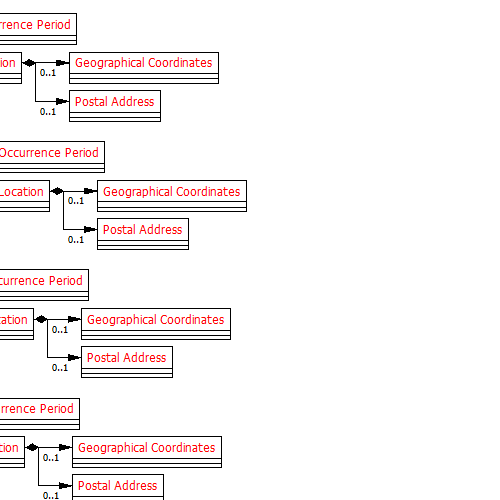 rrence Period
ion
0..1
Geographical Coordinates
0..1
Postal Address
Occurrence Period
Location
0..1
Geographical Coordinates
0..1
Postal Address
currence Period
ation
0..1
Geographical Coordinates
0..1
Postal Address
rrence Period
tion
0..1
Geographical Coordinates
0..1
Postal Address